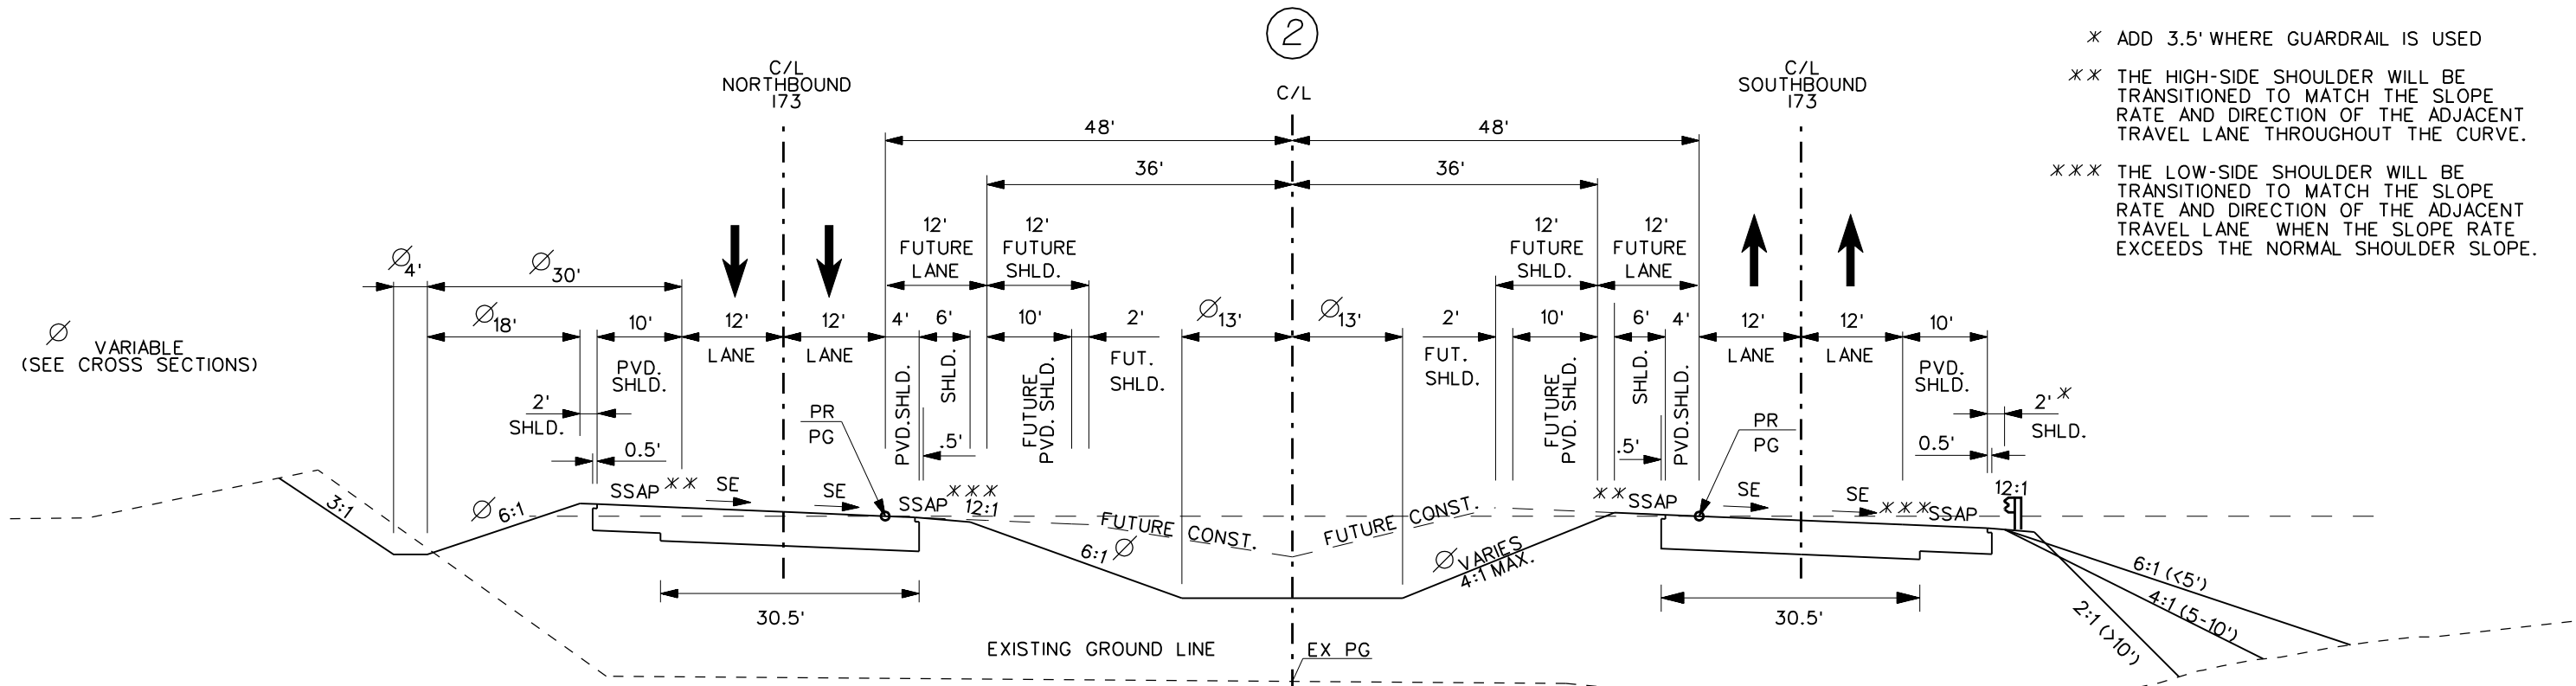 2
* ADD 3.5' WHERE GUARDRAIL IS USED
** THE HIGH-SIDE SHOULDER WILL BE
TRANSITIONED TO MATCH THE SLOPE
RATE AND DIRECTION OF THE ADJACENT
TRAVEL LANE THROUGHOUT THE CURVE.
*** THE LOW-SIDE SHOULDER WILL BE
TRANSITIONED TO MATCH THE SLOPE
RATE AND DIRECTION OF THE ADJACENT
TRAVEL LANE WHEN THE SLOPE RATE
EXCEEDS THE NORMAL SHOULDER SLOPE.
C/L
NORTHBOUND
I73
C/L
C/L
SOUTHBOUND
I73
48'
48'
36'
36'
12'
FUTURE
LANE
12'
FUTURE
SHLD.
12'
FUTURE
SHLD.
12'
FUTURE
LANE
Ø 4'
Ø 30'
Ø 18'
10'
PVD.
SHLD.
12'
LANE
12'
LANE
4'
PVD.SHLD.
6'
SHLD.
10'
FUTURE
PVD. SHLD.
2'
FUT.
SHLD.
Ø 13'
Ø 13'
2'
FUT.
SHLD.
10'
FUTURE
PVD. SHLD.
6'
SHLD.
4'
PVD.SHLD.
12'
LANE
12'
LANE
10'
PVD.
SHLD.
Ø VARIABLE
(SEE CROSS SECTIONS)
2'
SHLD.
0.5'
PR
PG
.5'
.5'
PR
PG
2' *
SHLD.
0.5'
3:1
Ø 6:1
SSAP **
SE
SE
SSAP ***
12:1
FUTURE CONST.
FUTURE CONST.
6:1 Ø
Ø VARIES
4:1 MAX.
** SSAP
SE
SE
*** SSAP
12:1
6:1 (<5')
4:1 (5-10')
2:1 (>10')
30.5'
30.5'
EXISTING GROUND LINE
EX PG